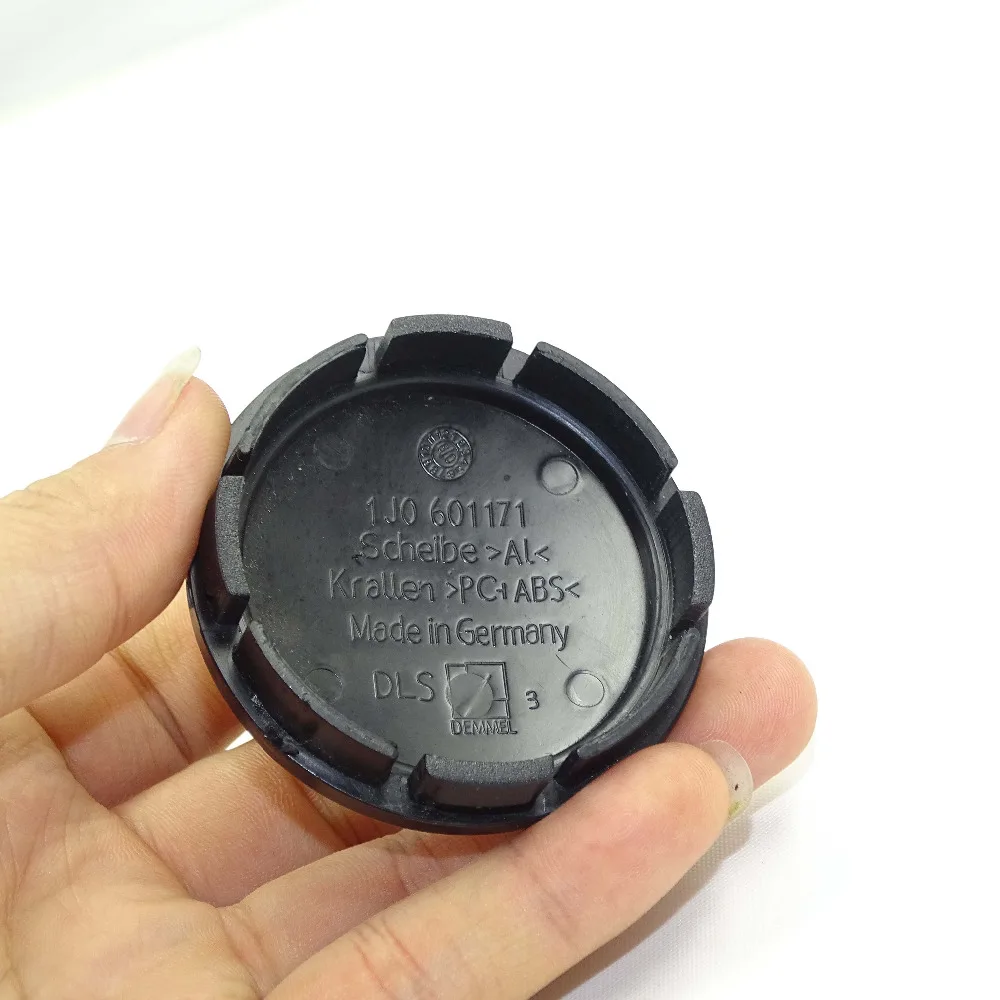 1J0 601171
Scheibe >AL<
Krallen >PC+ABS<
Made in Germany
DLS 3
DEMMEL